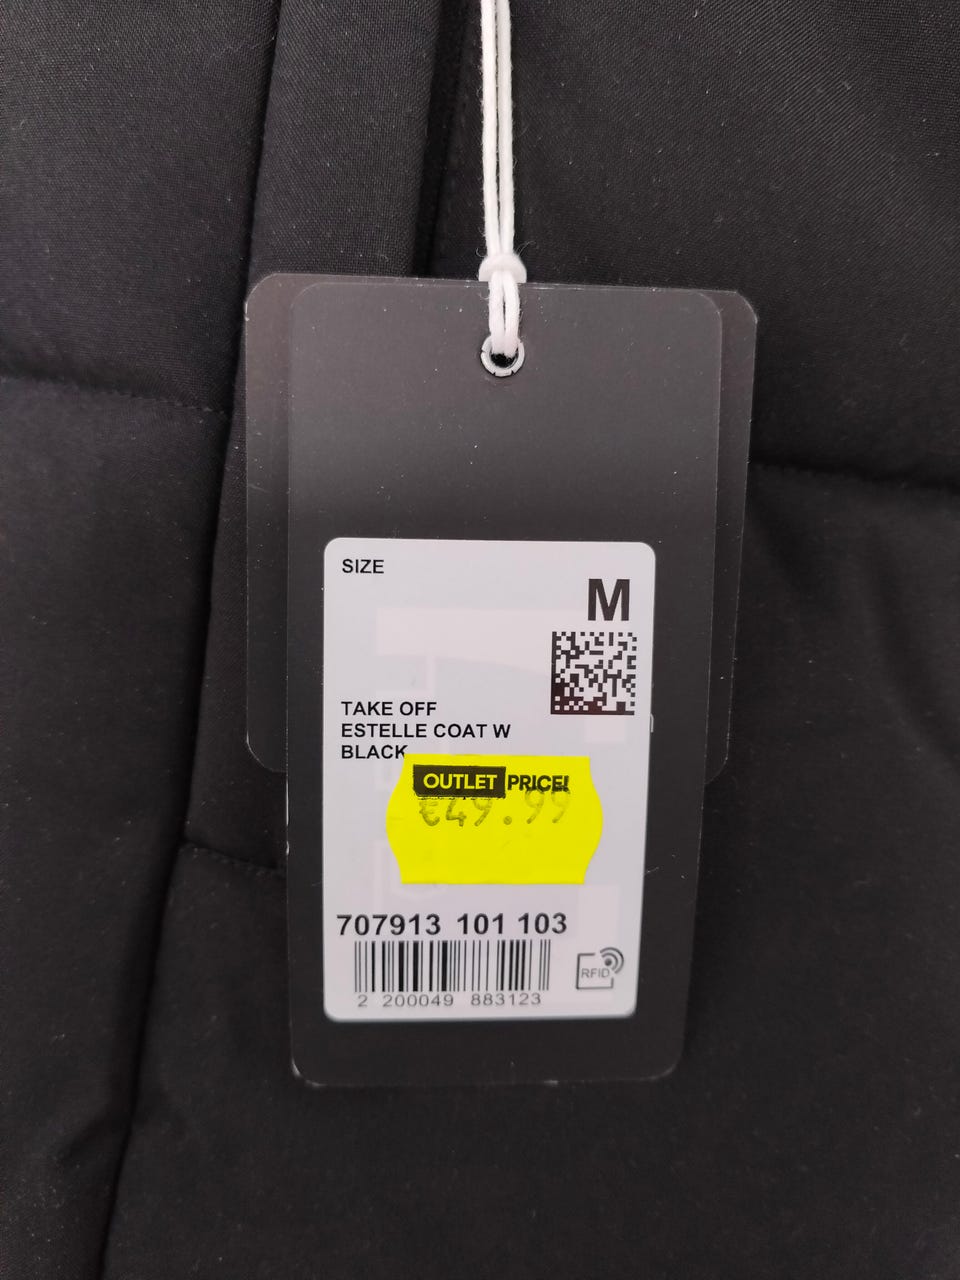 SIZE
M
TAKE OFF
ESTELLE COAT W
BLACK
OUTLET PRICE!
€49.99
707913 101 103
RFID
2 200049 883123